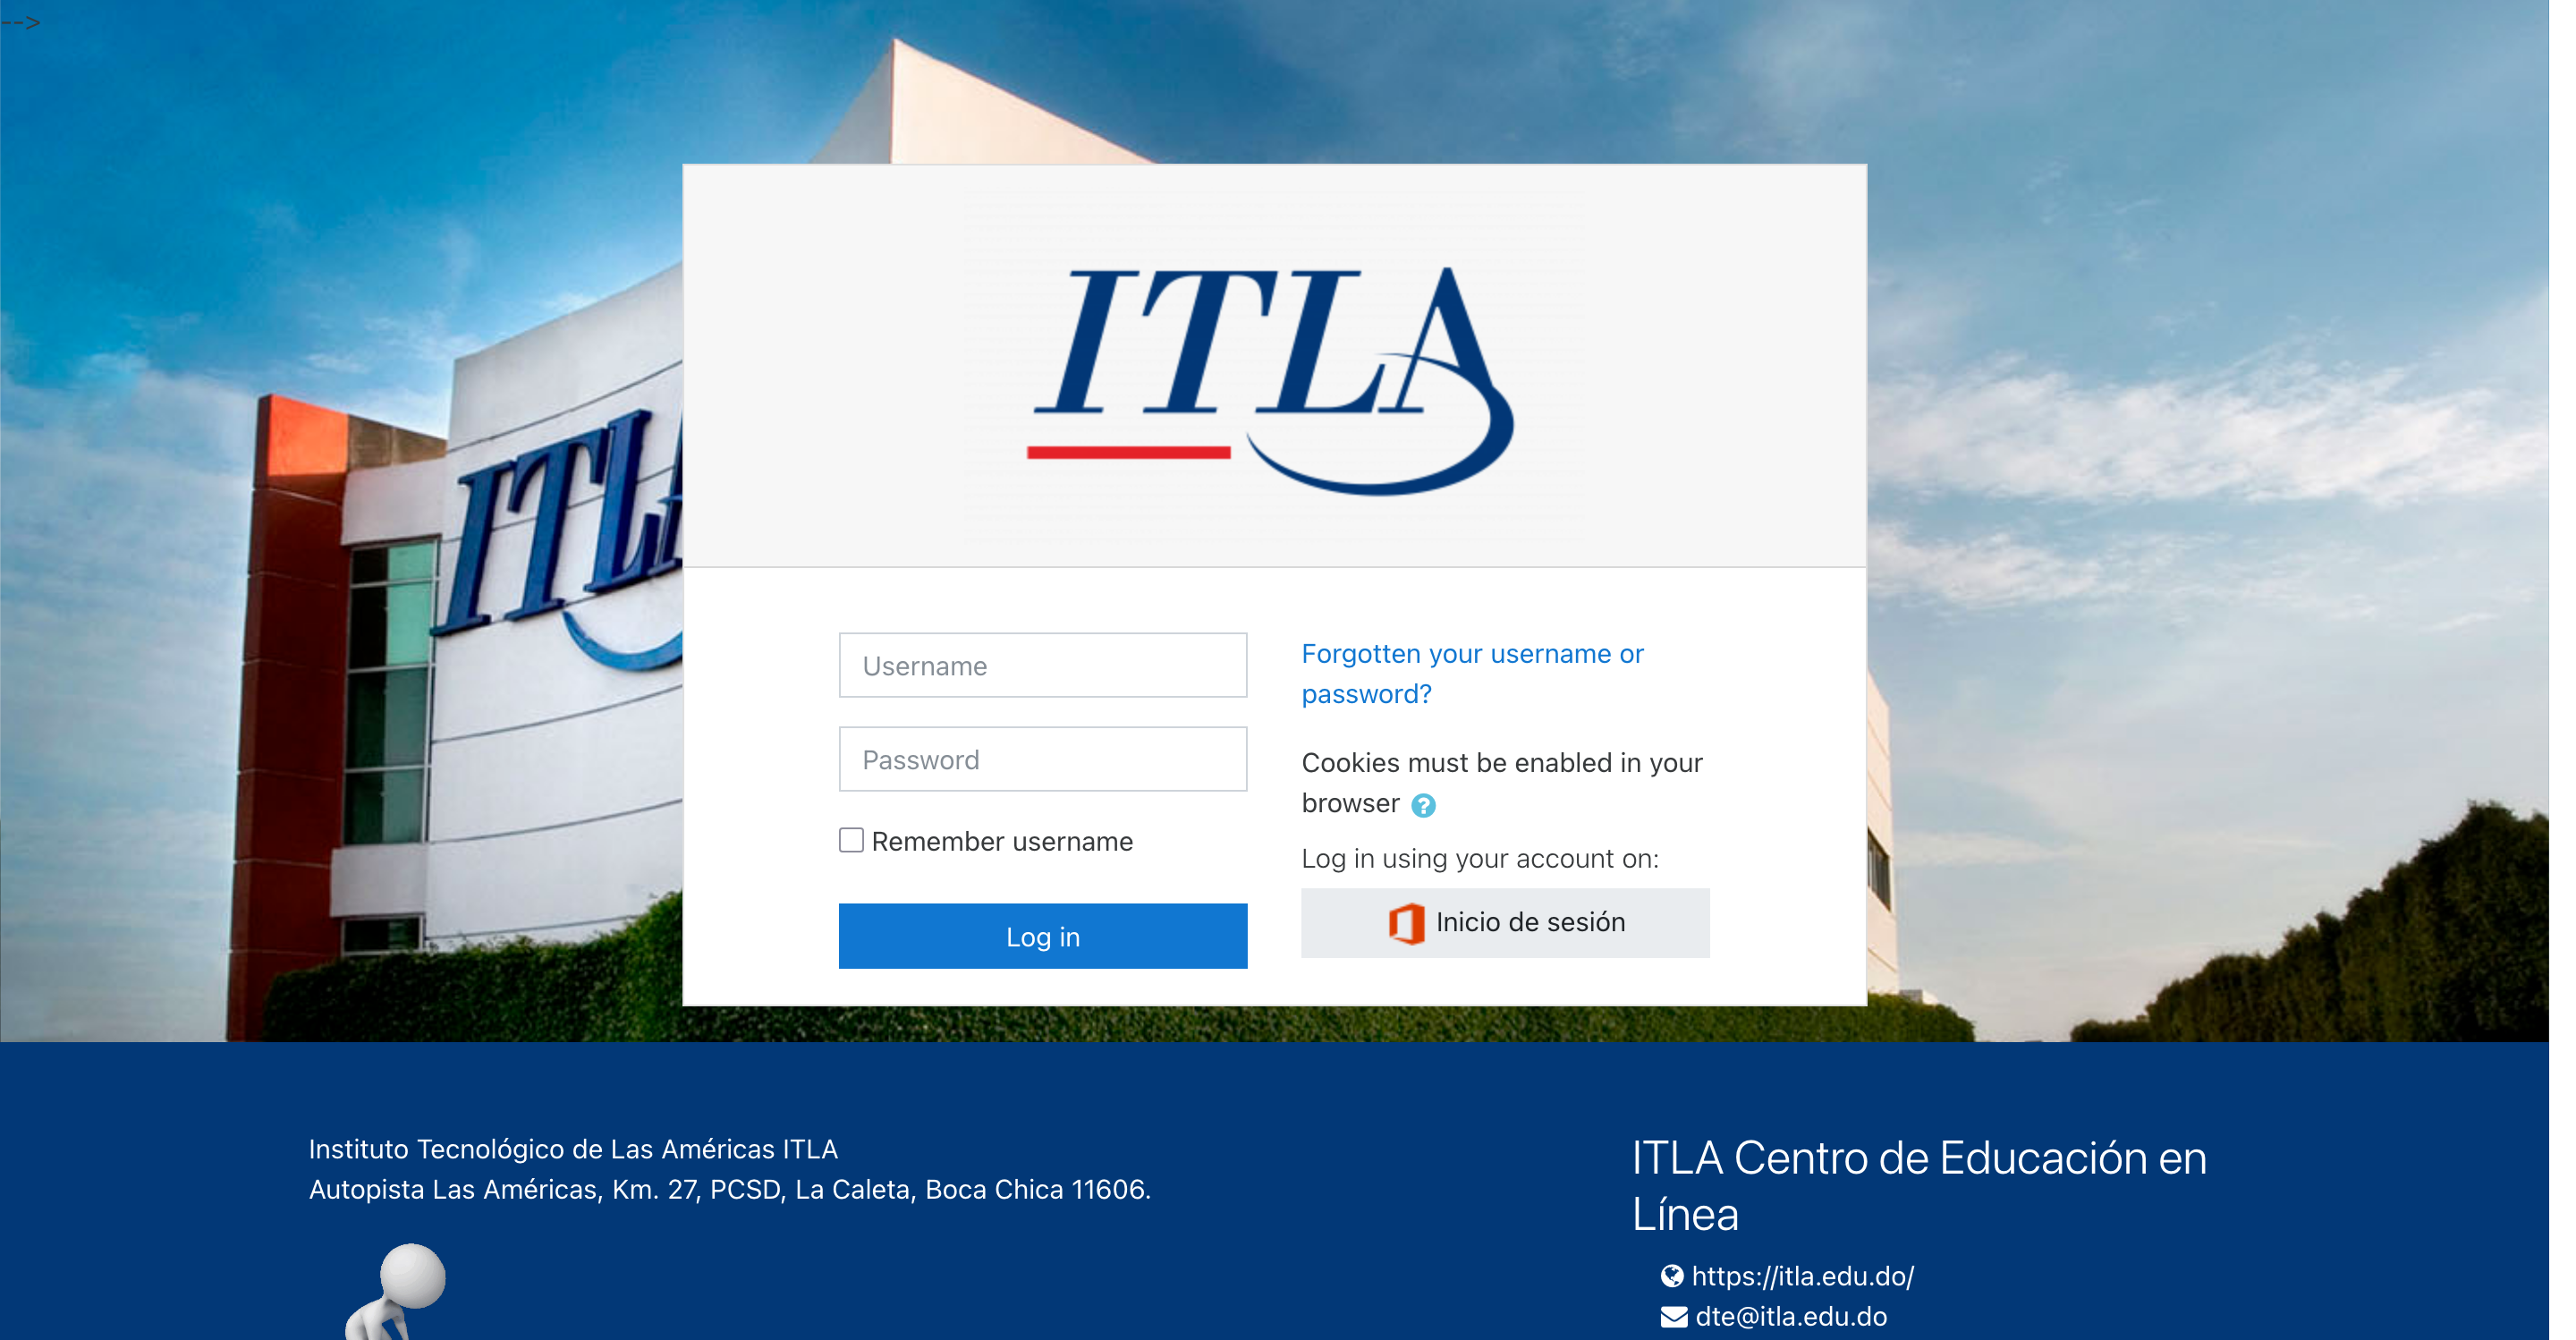 -->
ITLA
ITLA
Username
Password
Remember username
Log in
Forgotten your username or
password?
Cookies must be enabled in your
browser
Log in using your account on:
Inicio de sesión
Instituto Tecnológico de Las Américas ITLA
Autopista Las Américas, Km. 27, PCSD, La Caleta, Boca Chica 11606.
ITLA Centro de Educación en
Línea
https://itla.edu.do/
dte@itla.edu.do